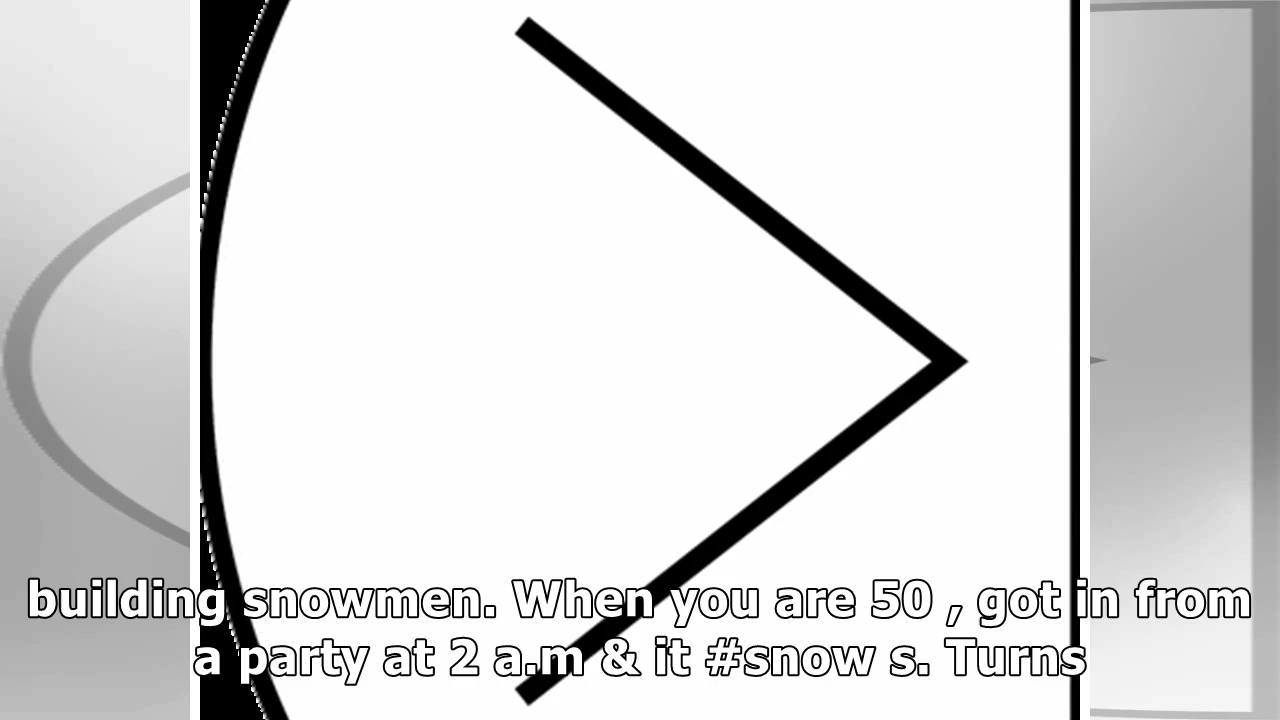 building snowmen. When you are 50 , got in from
a party at 2 a.m & it #snow s. Turns